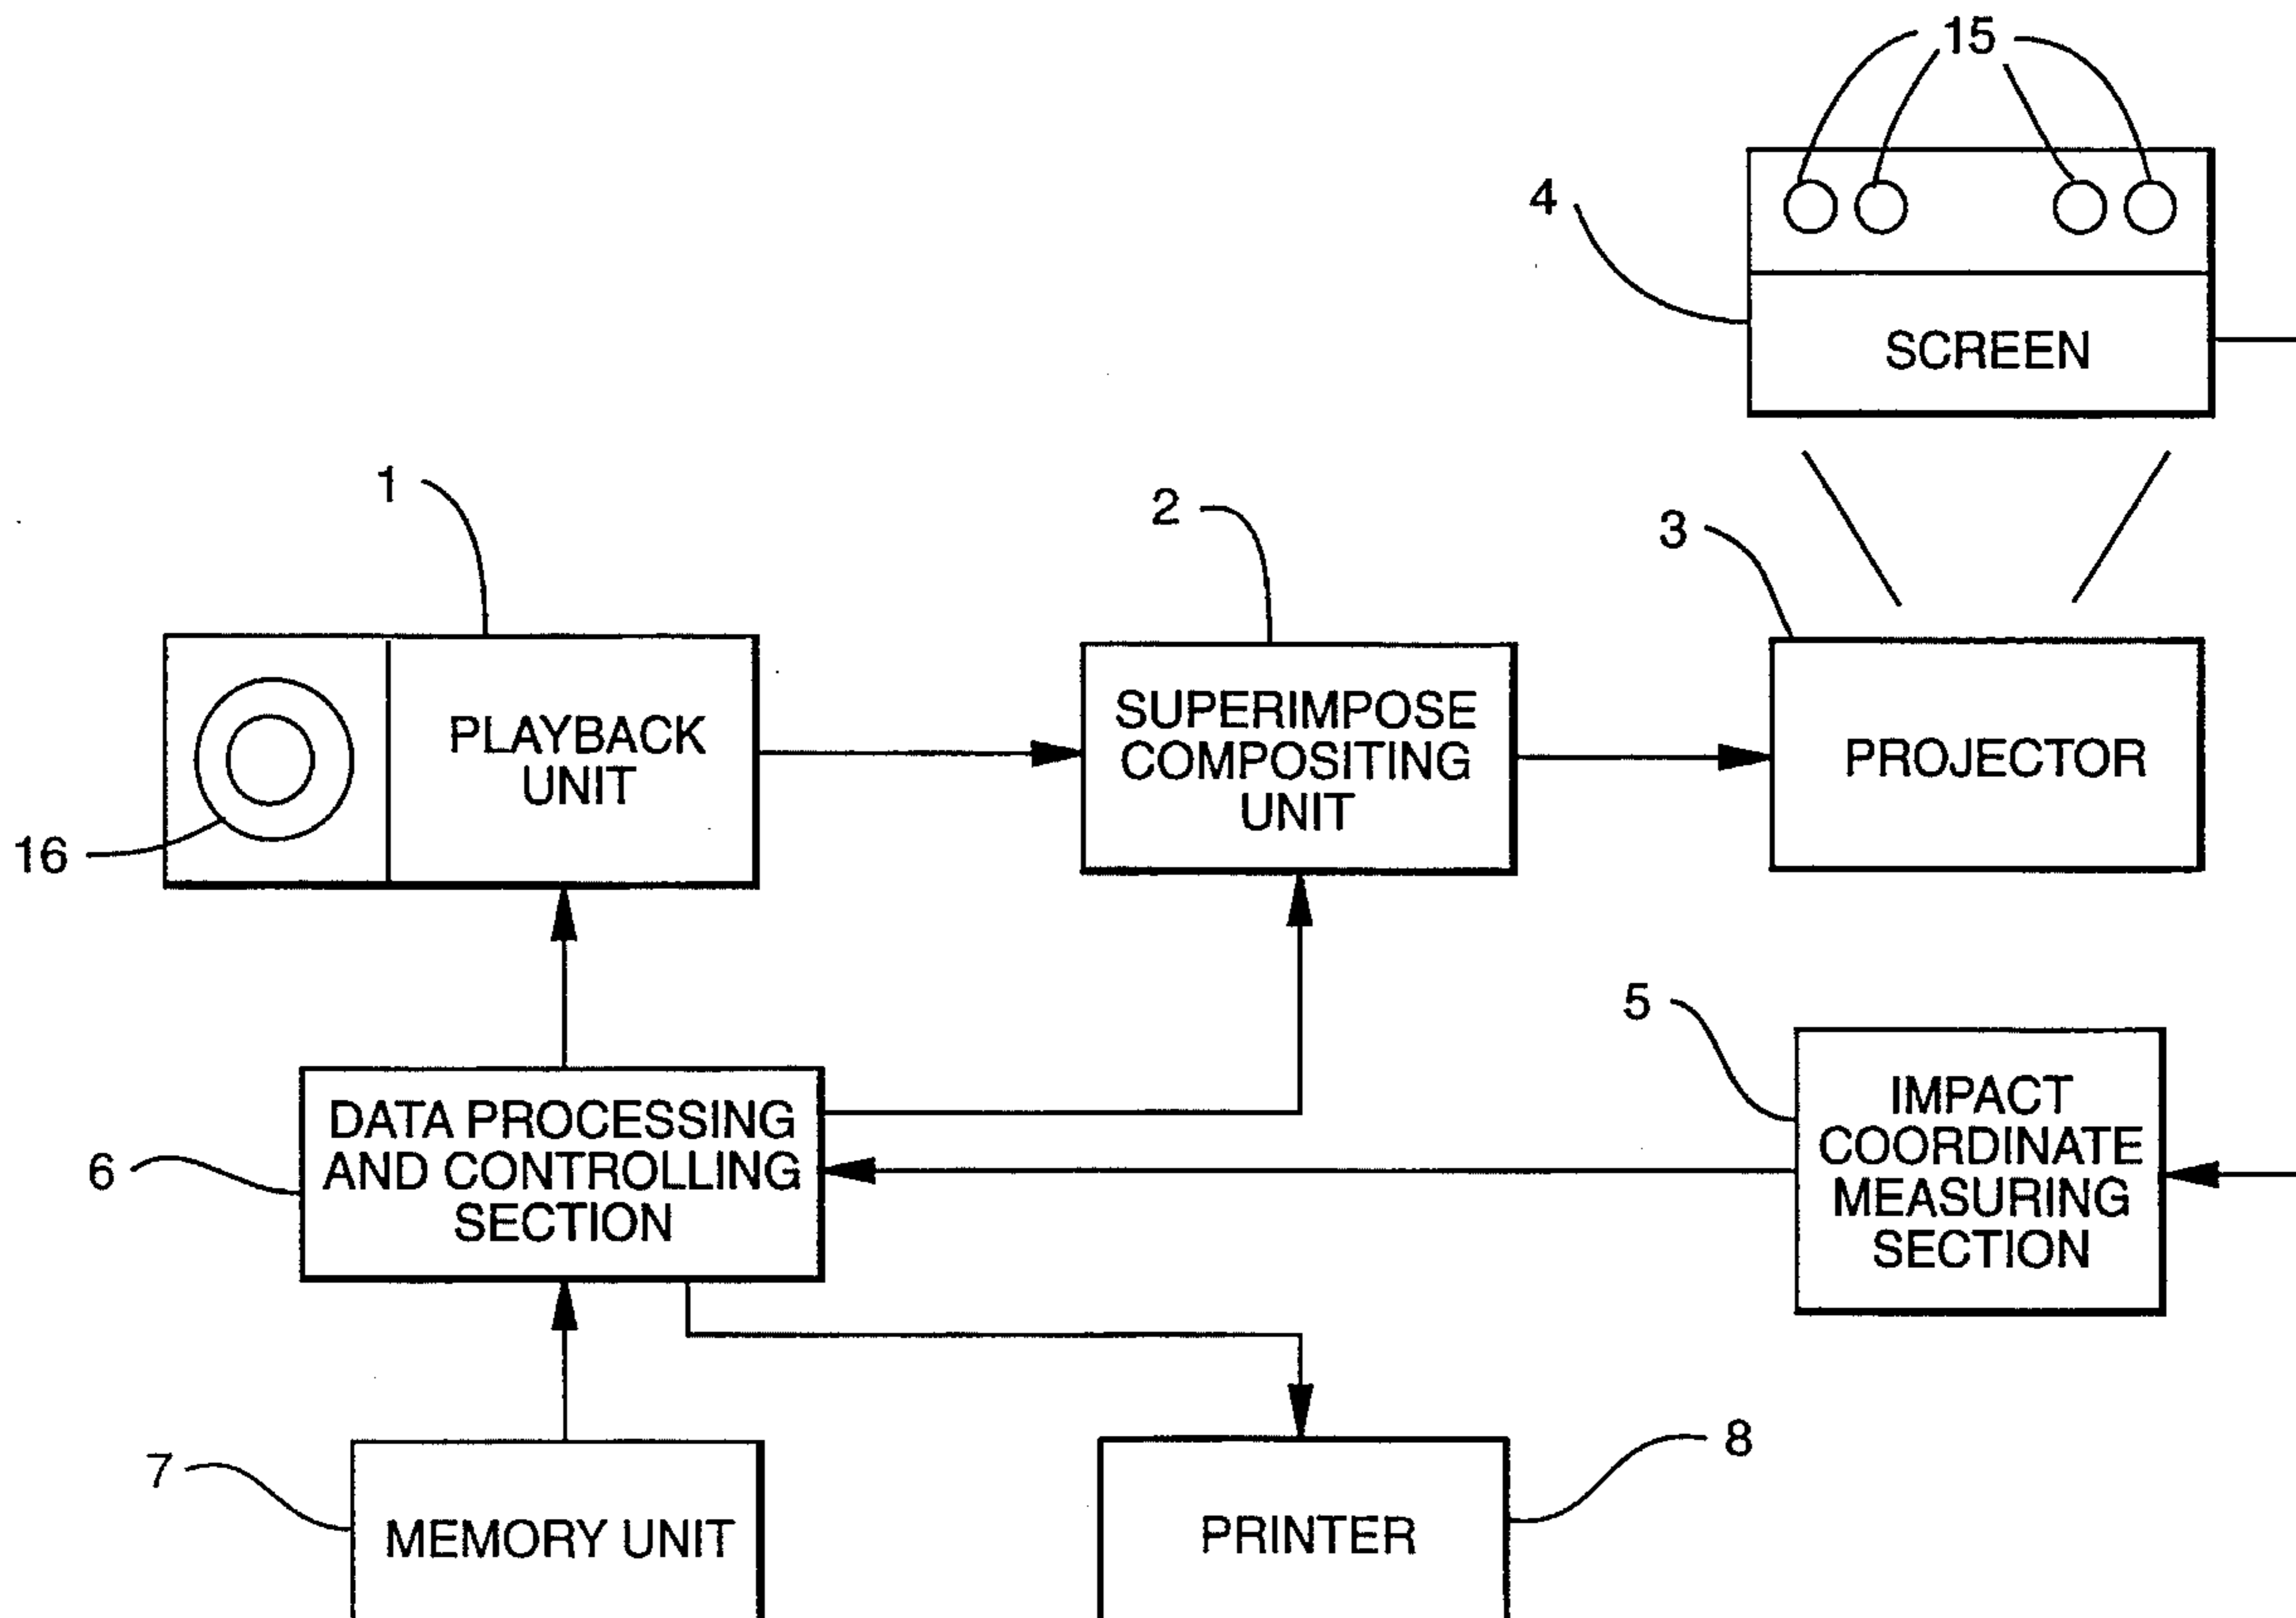 15
4
SCREEN
1
2
3
PLAYBACK
UNIT
SUPERIMPOSE
COMPOSITING
UNIT
PROJECTOR
16
5
DATA PROCESSING
AND CONTROLLING
SECTION
6
IMPACT
COORDINATE
MEASURING
SECTION
7
MEMORY UNIT
PRINTER
8